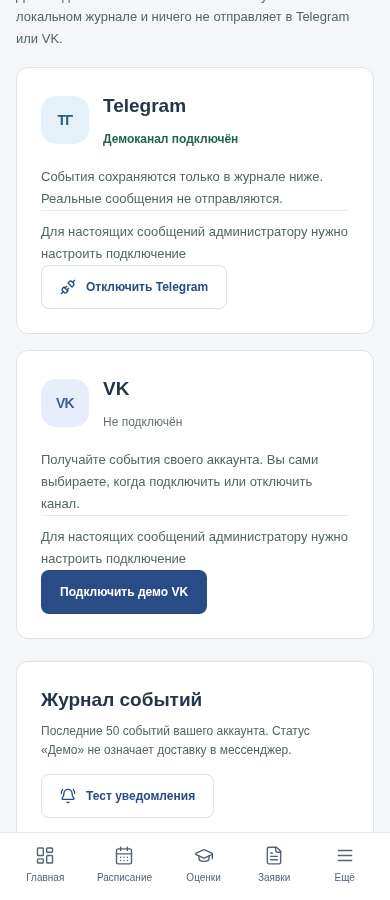 локальном журнале и ничего не отправляет в Telegram
или VK.
ТГ
Telegram
Демоканал подключён
События сохраняются только в журнале ниже.
Реальные сообщения не отправляются.
Для настоящих сообщений администратору нужно
настроить подключение
Отключить Telegram
VK
VK
Не подключён
Получайте события своего аккаунта. Вы сами
выбираете, когда подключить или отключить
канал.
Для настоящих сообщений администратору нужно
настроить подключение
Подключить демо VK
Журнал событий
Последние 50 событий вашего аккаунта. Статус
«Демо» не означает доставку в мессенджер.
Тест уведомления
Главная
Расписание
Оценки
Заявки
Ещё